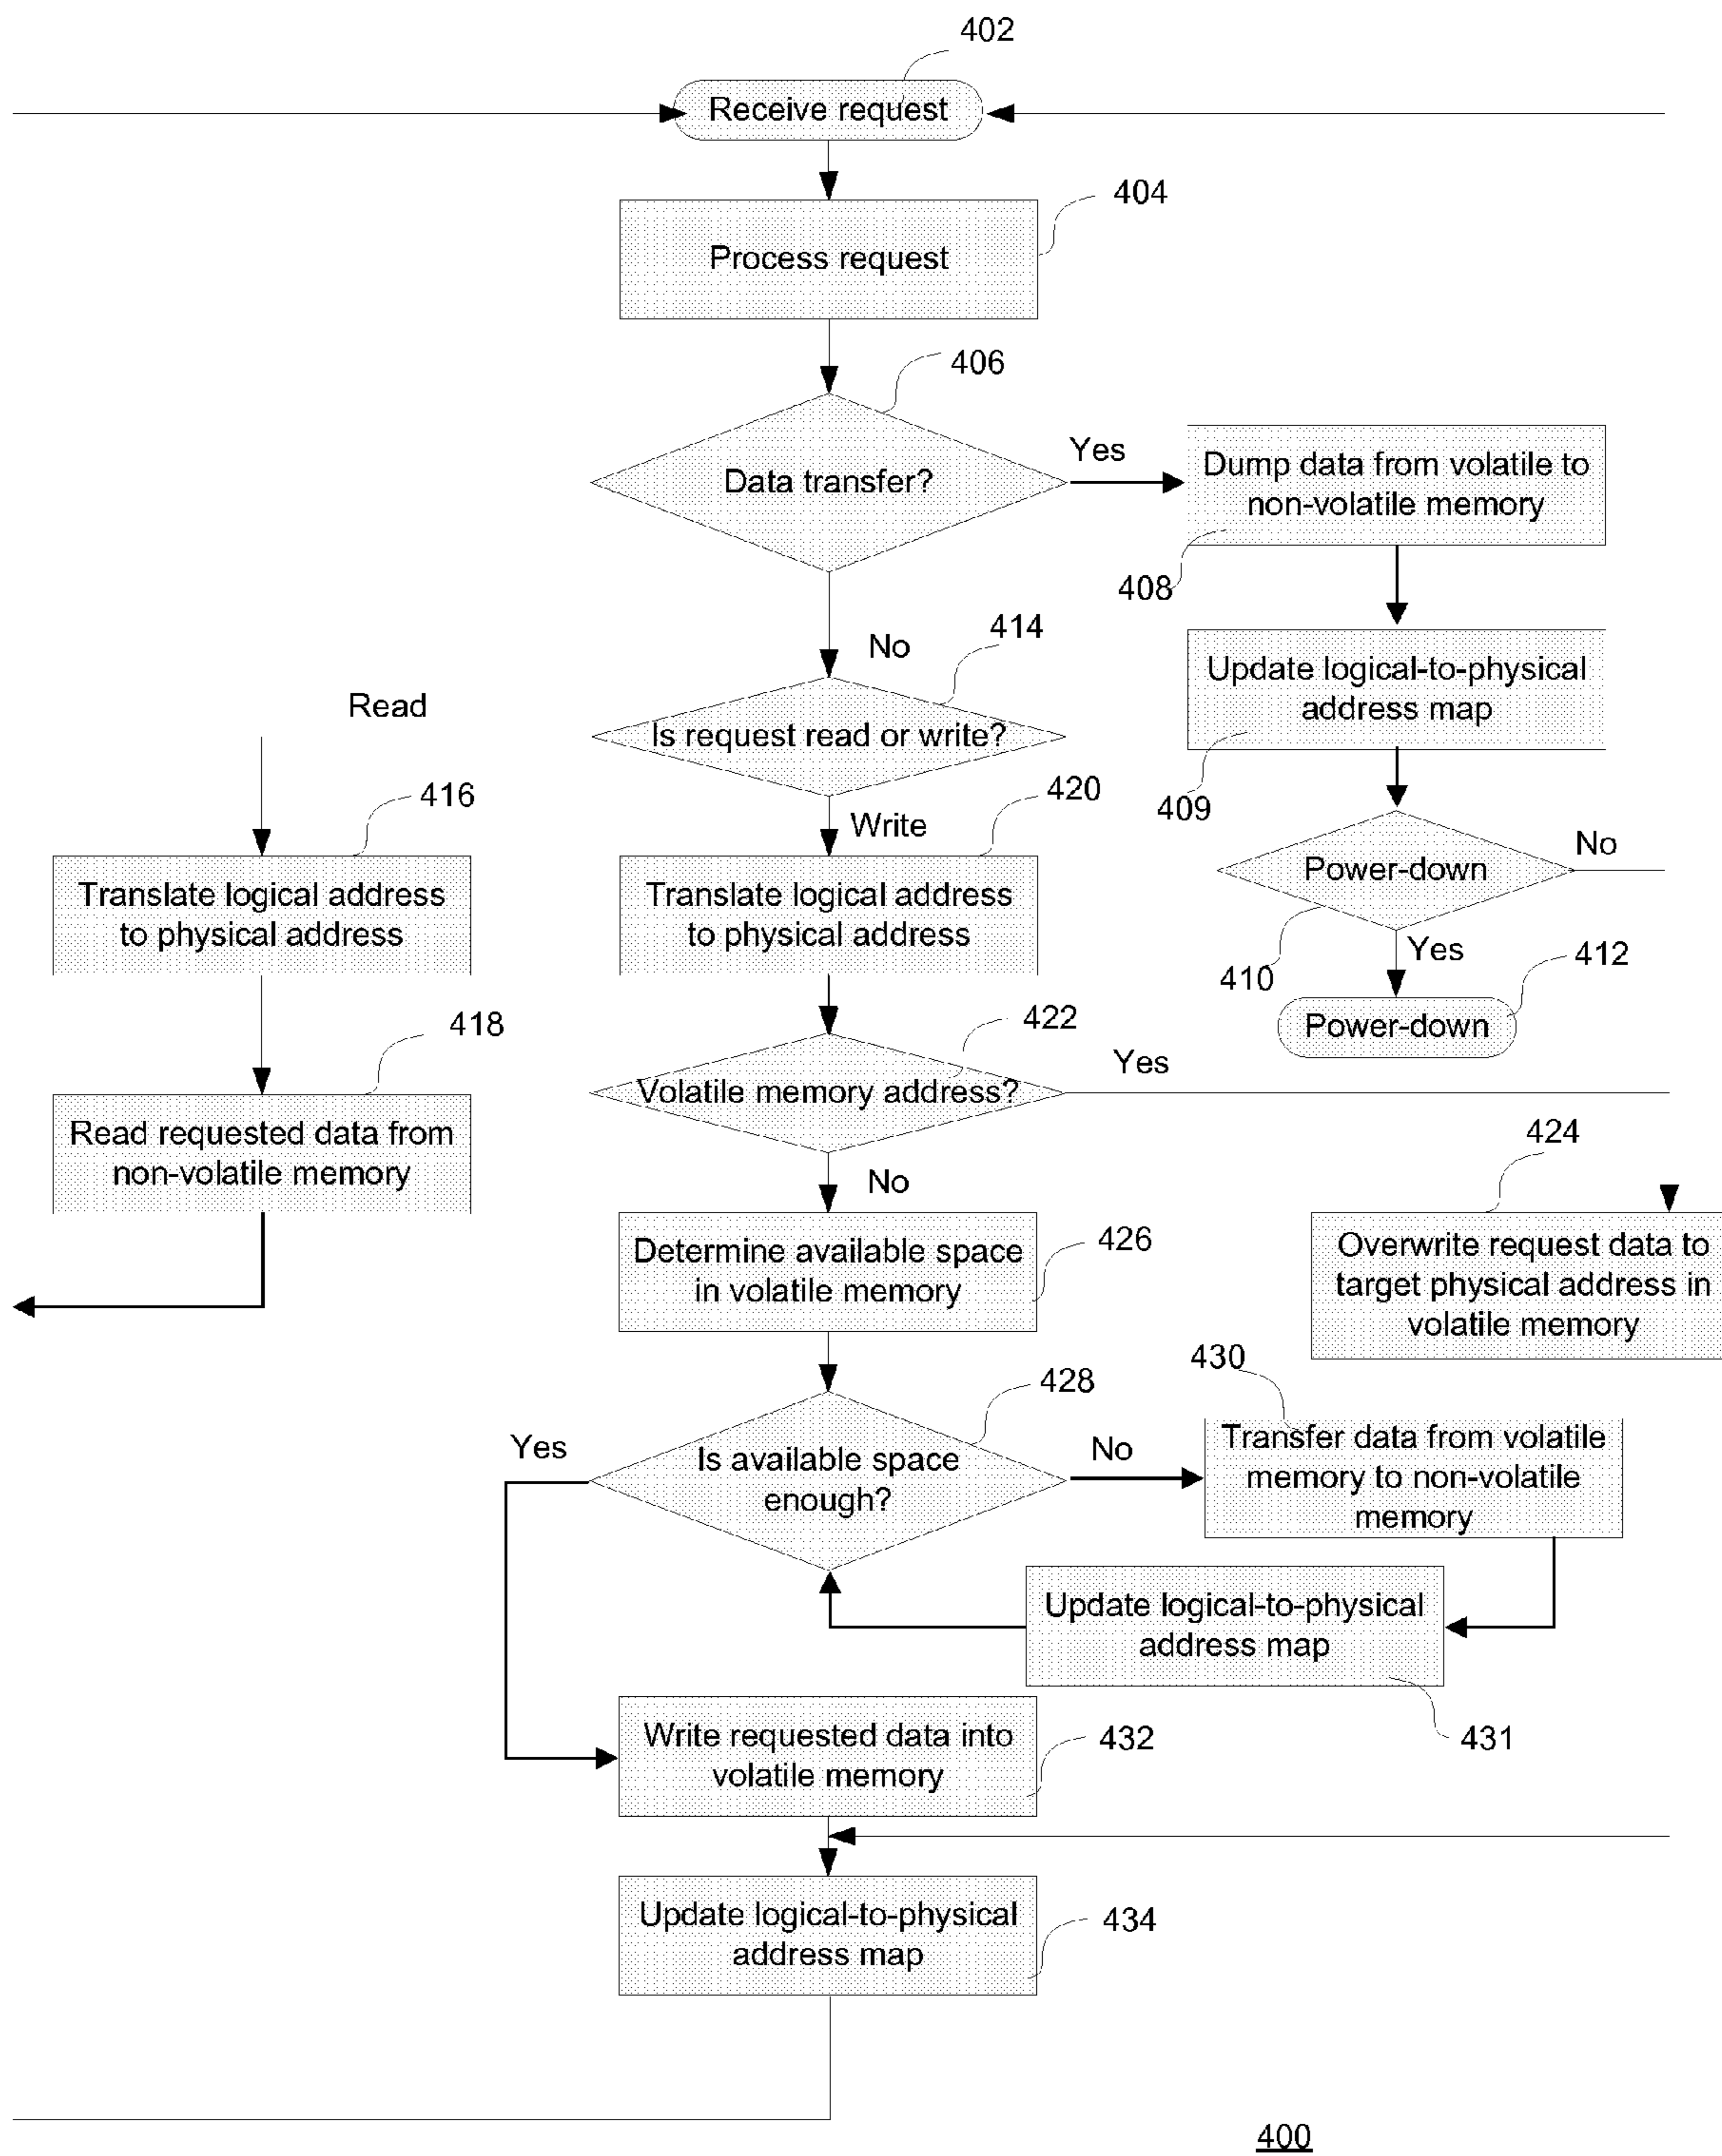 402
Receive request
404
Process request
406
Data transfer?
Yes
Dump data from volatile to
non-volatile memory
408
No
414
Is request read or write?
Update logical-to-physical
address map
409
Read
416
Translate logical address
to physical address
Write
420
Translate logical address
to physical address
Power-down
No
410
Yes
412
Power-down
418
Read requested data from
non-volatile memory
422
Volatile memory address?
Yes
No
424
Overwrite request data to
target physical address in
volatile memory
Determine available space
in volatile memory
426
428
Is available space
enough?
Yes
No
430
Transfer data from volatile
memory to non-volatile
memory
Update logical-to-physical
address map
431
Write requested data into
volatile memory
432
Update logical-to-physical
address map
434
400